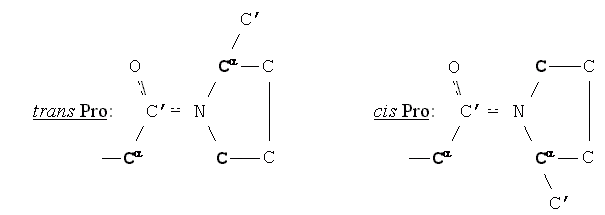 C′ 
Cα C C C
O O
trans Pro: C′ = N cis Pro: C′ = N
Cα C C Cα Cα C
C′